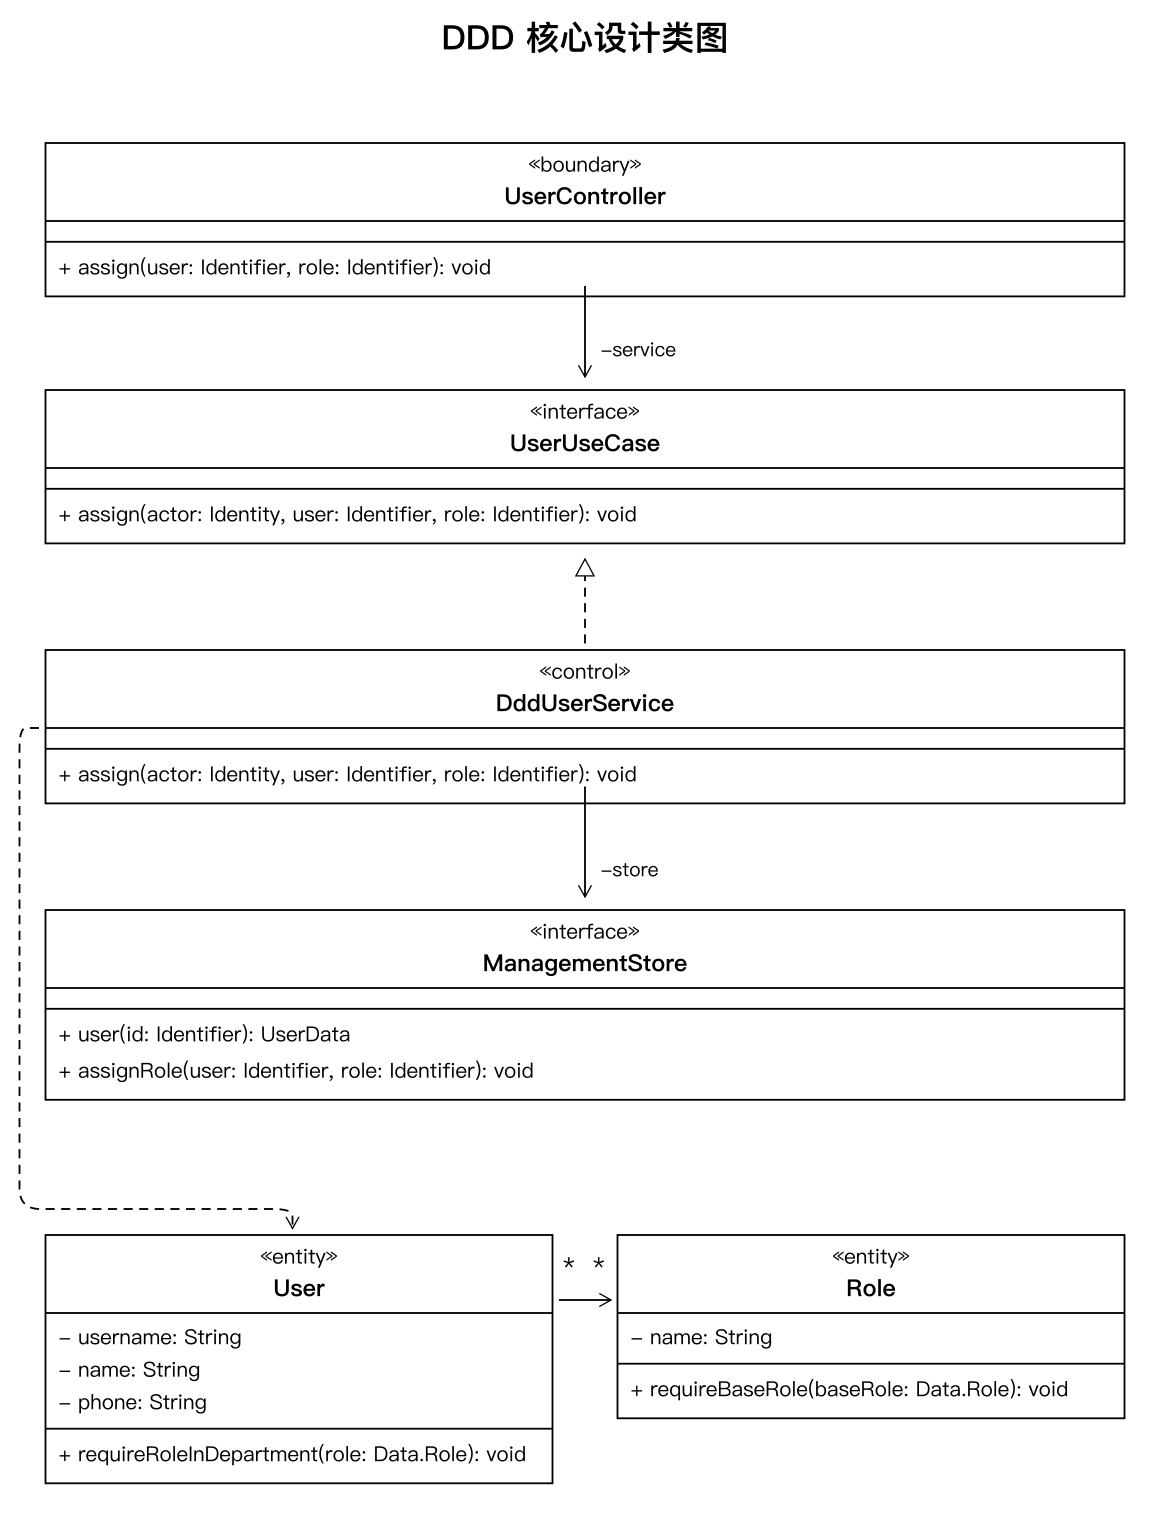 DDD 核心设计类图
«boundary»
UserController
+ assign(user: Identifier, role: Identifier): void
–service
«interface»
UserUseCase
+ assign(actor: Identity, user: Identifier, role: Identifier): void
«control»
DddUserService
+ assign(actor: Identity, user: Identifier, role: Identifier): void
–store
«interface»
ManagementStore
+ user(id: Identifier): UserData
+ assignRole(user: Identifier, role: Identifier): void
«entity»
User
– username: String
– name: String
– phone: String
+ requireRoleInDepartment(role: Data.Role): void
* *
«entity»
Role
– name: String
+ requireBaseRole(baseRole: Data.Role): void